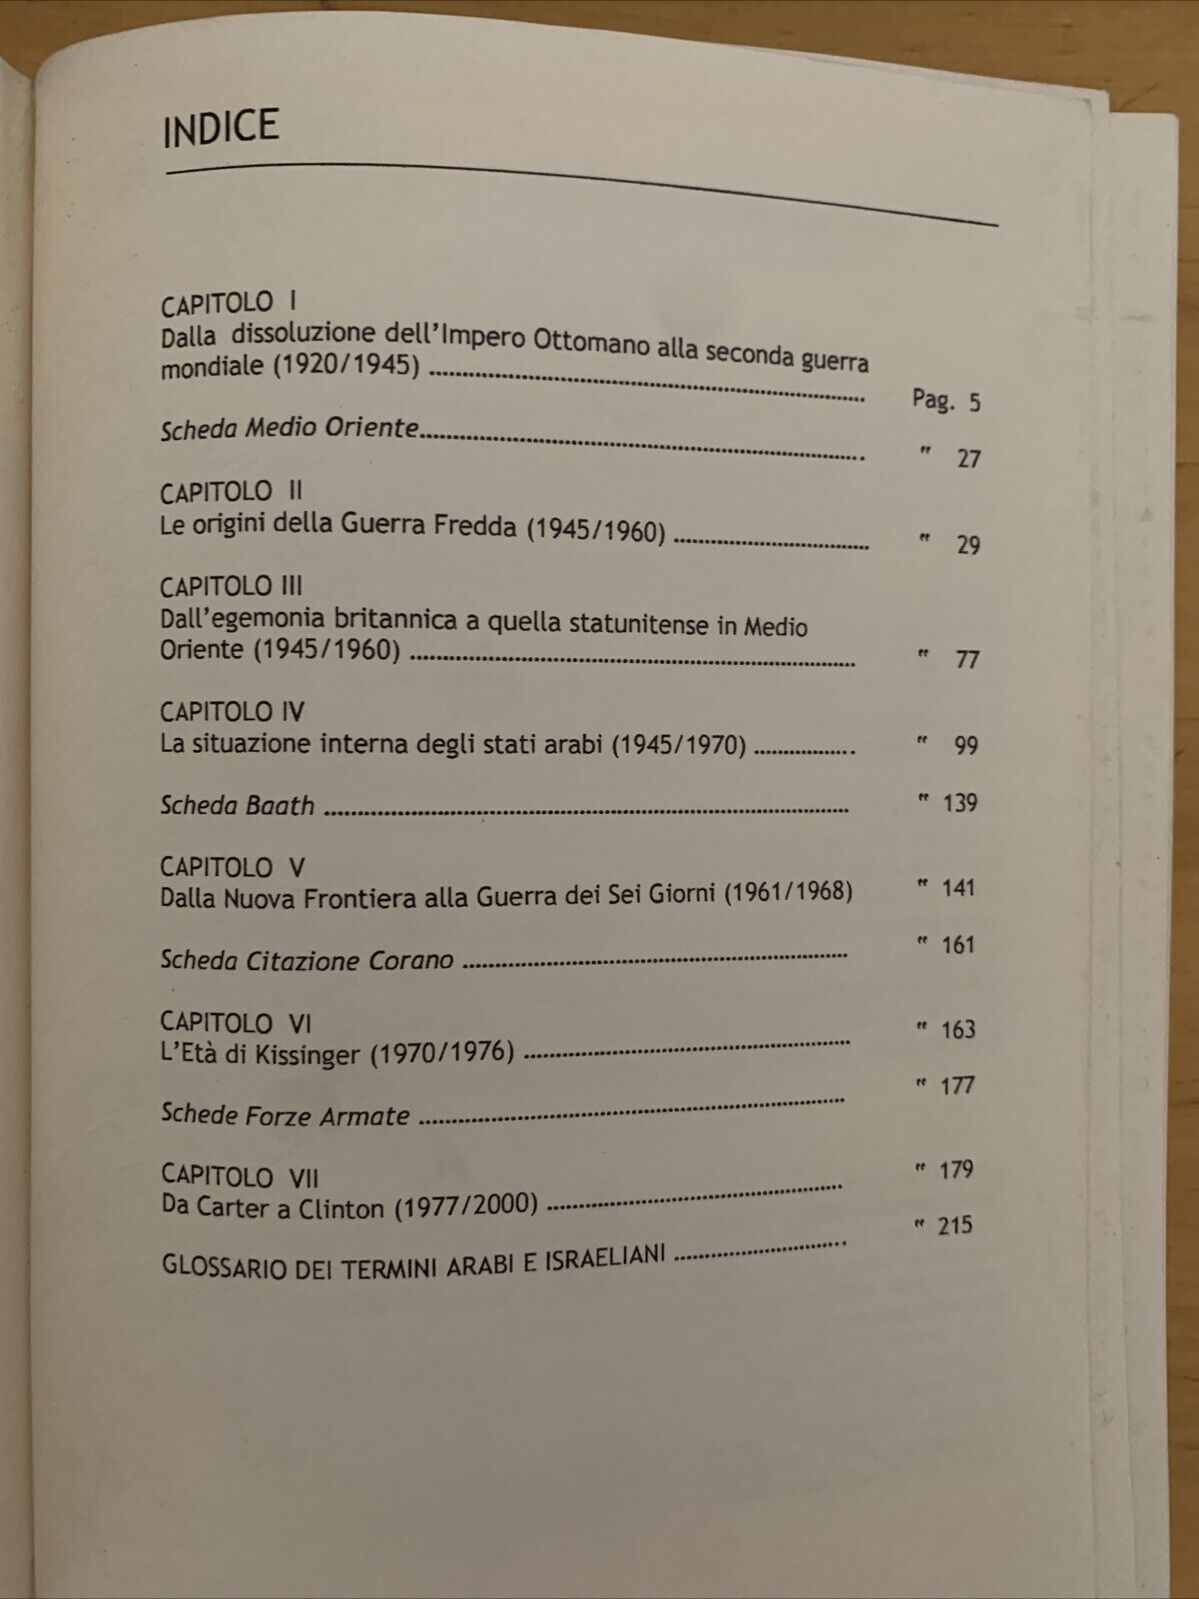 INDICE
CAPITOLO I
Dalla dissoluzione dell'Impero Ottomano alla seconda guerra
mondiale (1920/1945) ........ Pag. 5
Scheda Medio Oriente........ " 27
CAPITOLO II
Le origini della Guerra Fredda (1945/1960) ........ " 29
CAPITOLO III
Dall'egemonia britannica a quella statunitense in Medio
Oriente (1945/1960) ........ " 77
CAPITOLO IV
La situazione interna degli stati arabi (1945/1970) ........ " 99
Scheda Baath ........ " 139
CAPITOLO V
Dalla Nuova Frontiera alla Guerra dei Sei Giorni (1961/1968) " 141
Scheda Citazione Corano ........ " 161
CAPITOLO VI
L'Età di Kissinger (1970/1976) ........ " 163
Schede Forze Armate ........ " 177
CAPITOLO VII
Da Carter a Clinton (1977/2000) ........ " 179
GLOSSARIO DEI TERMINI ARABI E ISRAELIANI ........ " 215